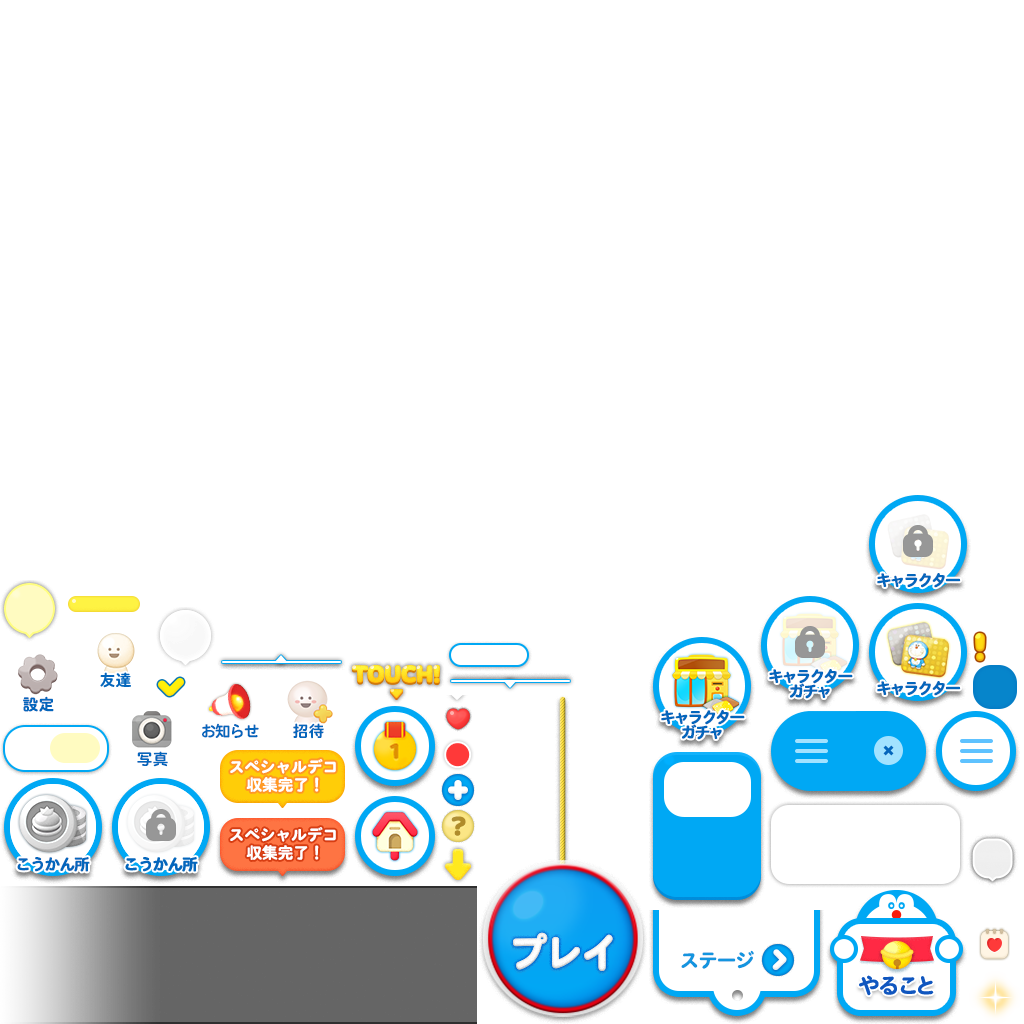 キャラクター
キャラクター
ガチャ
キャラクター
キャラクター
ガチャ
友達
TOUCH!
設定
お知らせ
招待
写真
1
スペシャルデコ
収集完了！
スペシャルデコ
収集完了！
?
こうかん所
こうかん所
プレイ
ステージ
やること